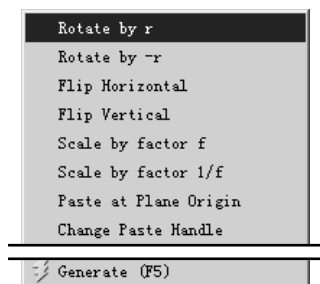 Rotate by r
Rotate by -r
Flip Horizontal
Flip Vertical
Scale by factor f
Scale by factor 1/f
Paste at Plane Origin
Change Paste Handle
Generate (F5)